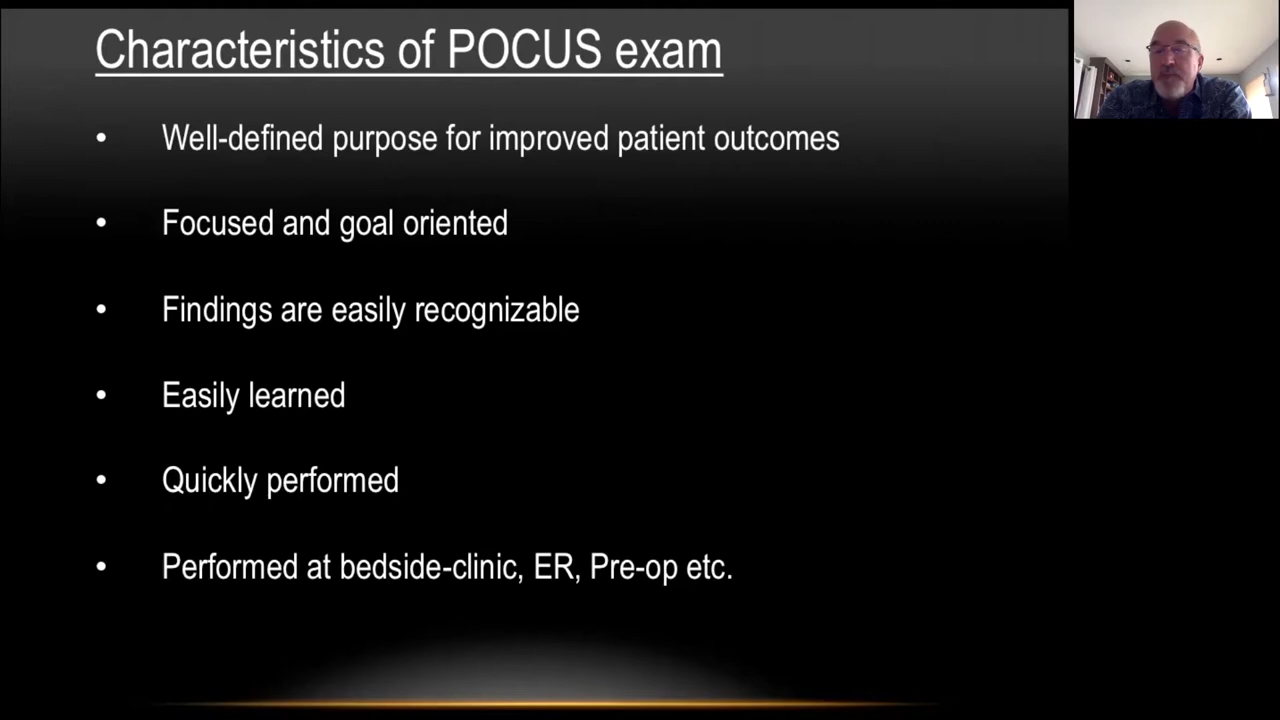 Characteristics of POCUS exam
• Well-defined purpose for improved patient outcomes
• Focused and goal oriented
• Findings are easily recognizable
• Easily learned
• Quickly performed
• Performed at bedside-clinic, ER, Pre-op etc.